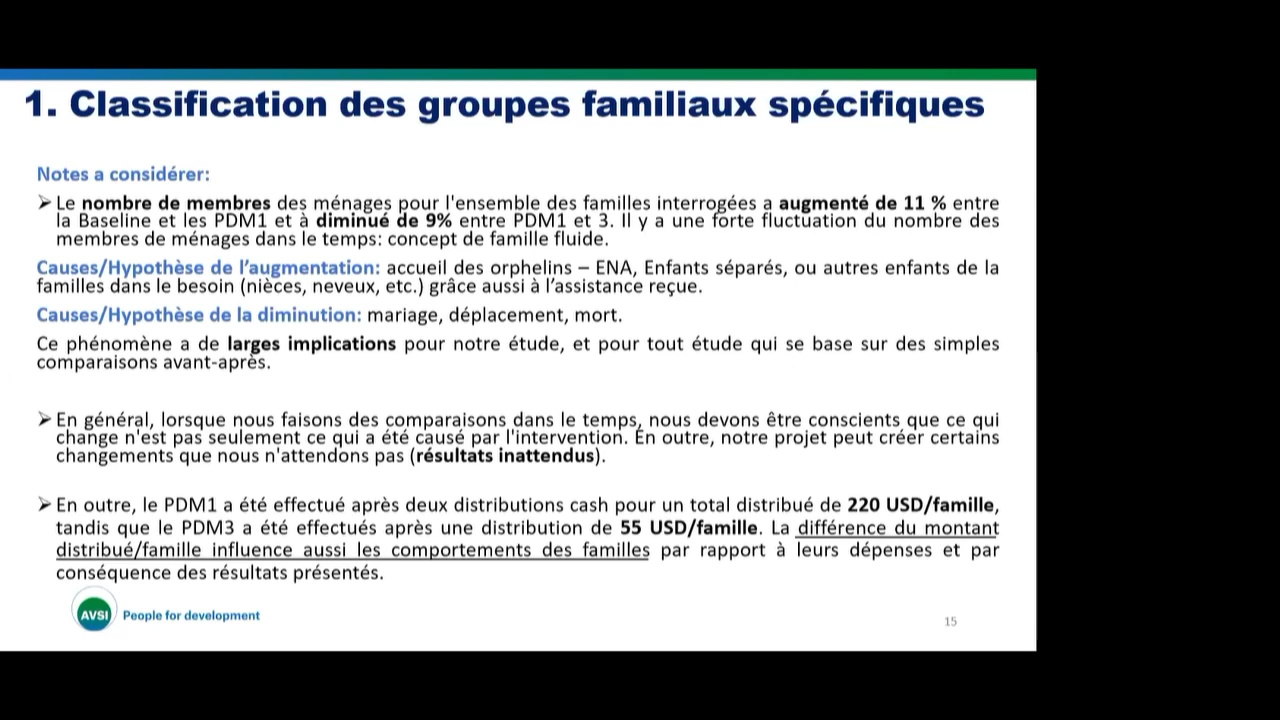 1. Classification des groupes familiaux spécifiques
Notes a considérer:
➢ Le nombre de membres des ménages pour l'ensemble des familles interrogées a augmenté de 11 % entre
la Baseline et les PDM1 et à diminué de 9% entre PDM1 et 3. Il y a une forte fluctuation du nombre des
membres de ménages dans le temps: concept de famille fluide.
Causes/Hypothèse de l’augmentation: accueil des orphelins – ENA, Enfants séparés, ou autres enfants de la
familles dans le besoin (nièces, neveux, etc.) grâce aussi à l’assistance reçue.
Causes/Hypothèse de la diminution: mariage, déplacement, mort.
Ce phénomène a de larges implications pour notre étude, et pour tout étude qui se base sur des simples
comparaisons avant-après.
➢ En général, lorsque nous faisons des comparaisons dans le temps, nous devons être conscients que ce qui
change n'est pas seulement ce qui a été causé par l'intervention. En outre, notre projet peut créer certains
changements que nous n'attendons pas (résultats inattendus).
➢ En outre, le PDM1 a été effectué après deux distributions cash pour un total distribué de 220 USD/famille,
tandis que le PDM3 a été effectués après une distribution de 55 USD/famille. La différence du montant
distribué/famille influence aussi les comportements des familles par rapport à leurs dépenses et par
conséquence des résultats présentés.
AVSI People for development
15